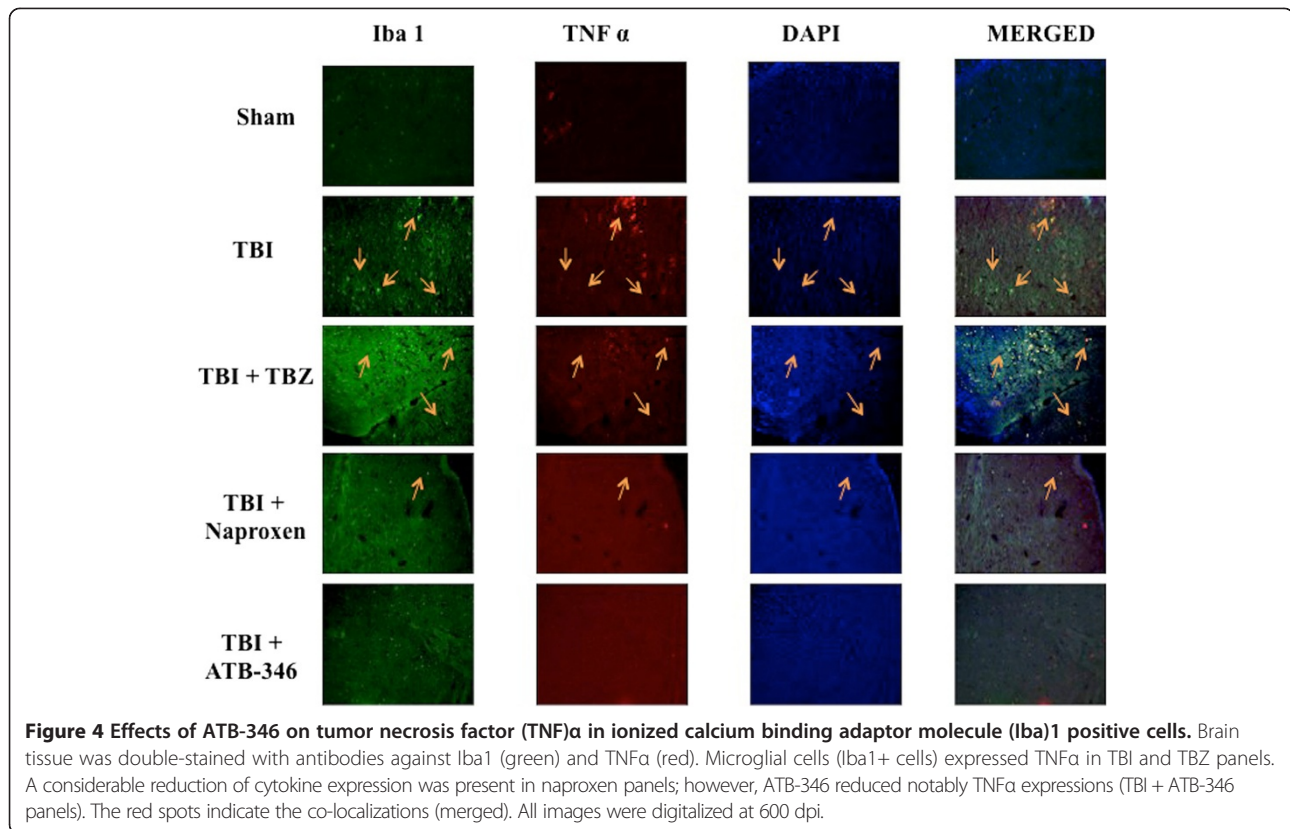 Iba 1 TNF α DAPI MERGED
Sham
TBI
TBI + TBZ
TBI +
Naproxen
TBI +
ATB-346
Figure 4 Effects of ATB-346 on tumor necrosis factor (TNF)α in ionized calcium binding adaptor molecule (Iba)1 positive cells. Brain
tissue was double-stained with antibodies against Iba1 (green) and TNFα (red). Microglial cells (Iba1+ cells) expressed TNFα in TBI and TBZ panels.
A considerable reduction of cytokine expression was present in naproxen panels; however, ATB-346 reduced notably TNFα expressions (TBI + ATB-346
panels). The red spots indicate the co-localizations (merged). All images were digitalized at 600 dpi.